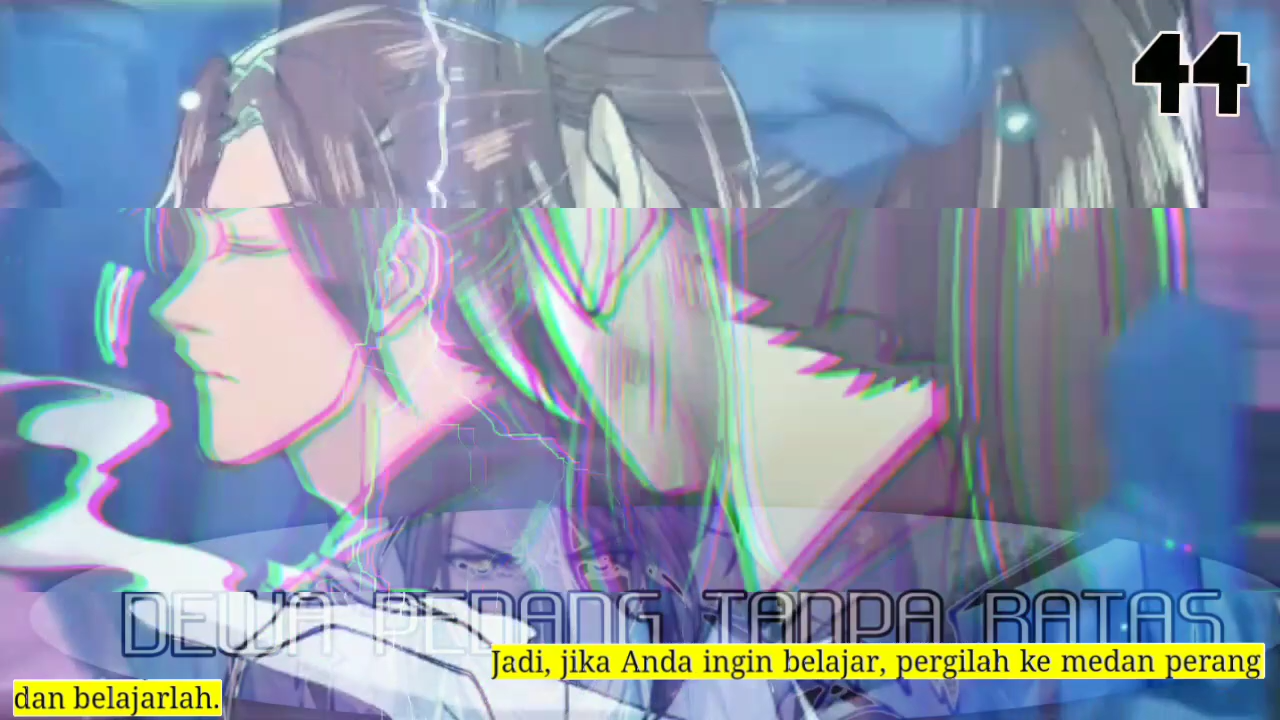 44
DEWA PEDANG TANPA BATAS
Jadi, jika Anda ingin belajar, pergilah ke medan perang
dan belajarlah.